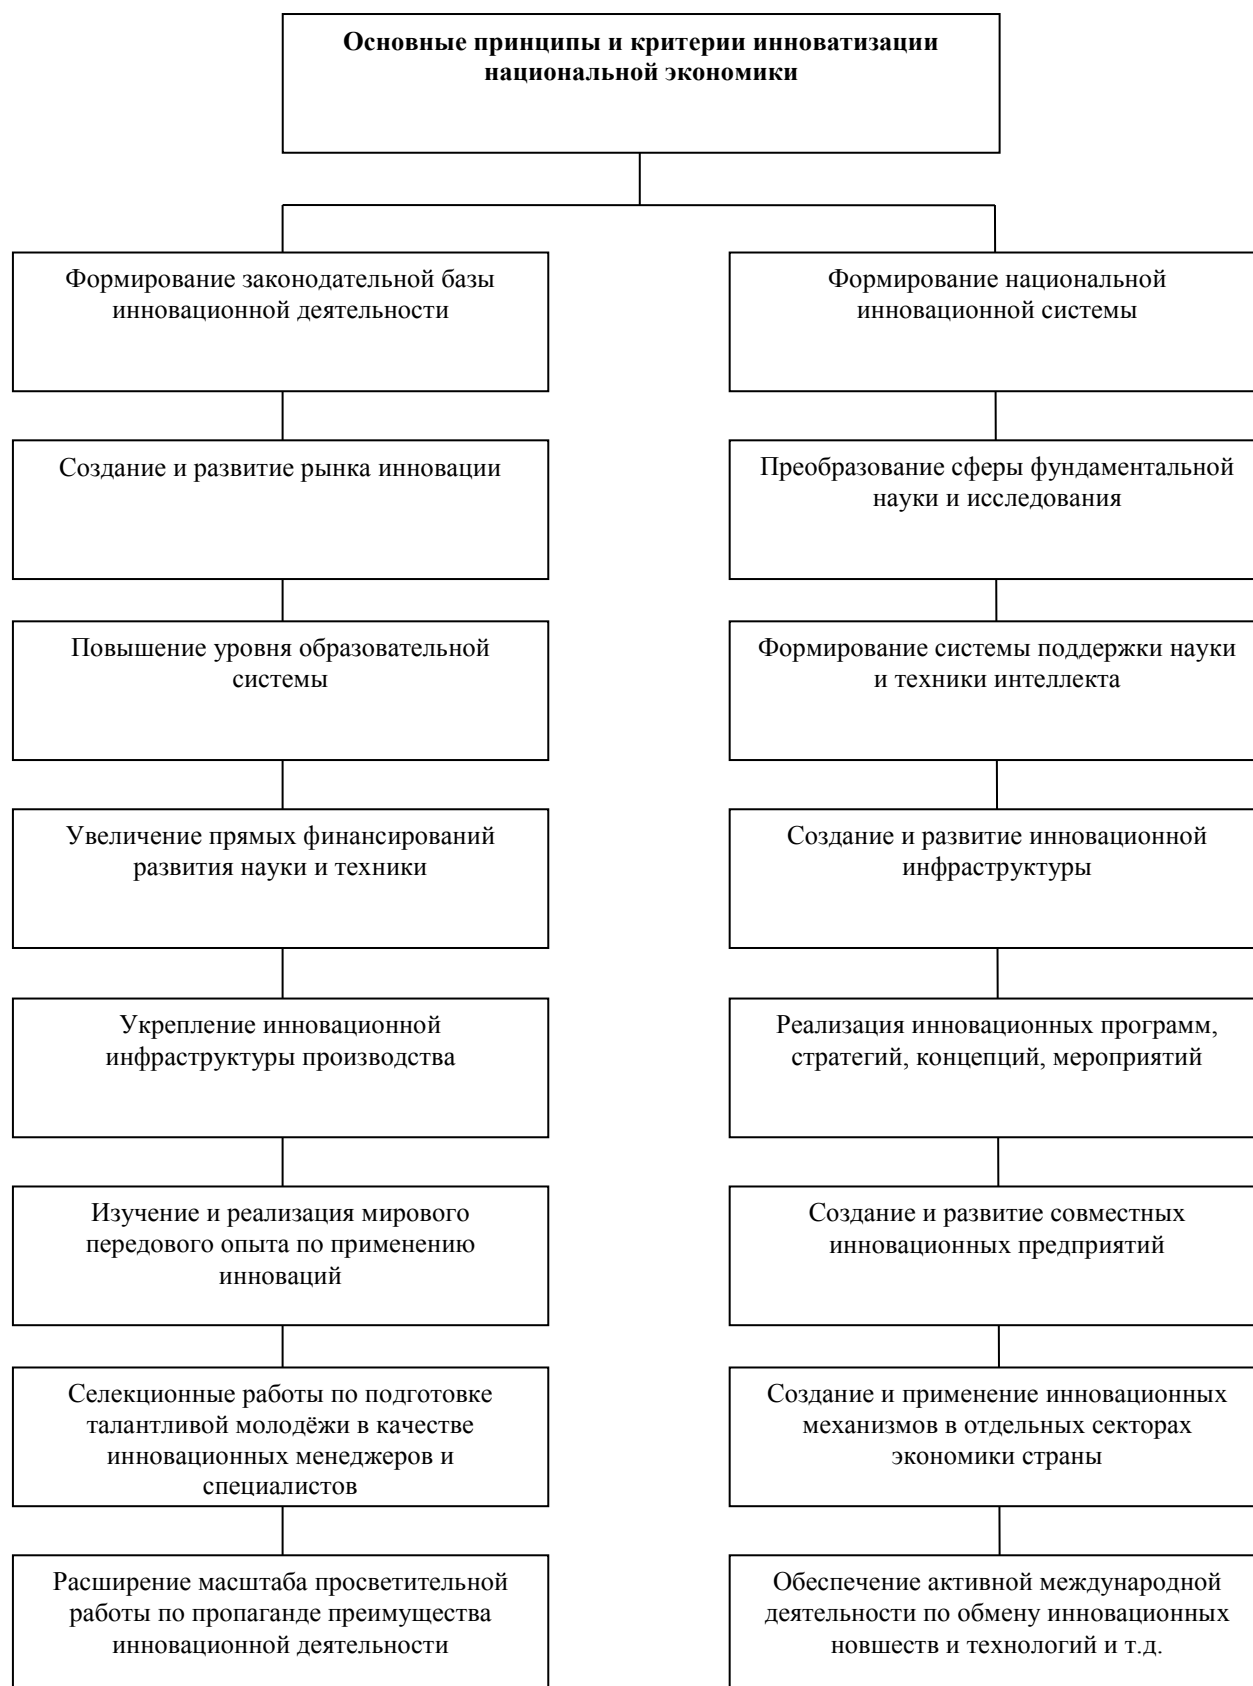 Основные принципы и критерии инноватизации
национальной экономики
Формирование законодательной базы
инновационной деятельности
Формирование национальной
инновационной системы
Создание и развитие рынка инновации
Преобразование сферы фундаментальной
науки и исследования
Повышение уровня образовательной
системы
Формирование системы поддержки науки
и техники интеллекта
Увеличение прямых финансирований
развития науки и техники
Создание и развитие инновационной
инфраструктуры
Укрепление инновационной
инфраструктуры производства
Реализация инновационных программ,
стратегий, концепций, мероприятий
Изучение и реализация мирового
передового опыта по применению
инноваций
Создание и развитие совместных
инновационных предприятий
Селекционные работы по подготовке
талантливой молодёжи в качестве
инновационных менеджеров и
специалистов
Создание и применение инновационных
механизмов в отдельных секторах
экономики страны
Расширение масштаба просветительной
работы по пропаганде преимущества
инновационной деятельности
Обеспечение активной международной
деятельности по обмену инновационных
новшеств и технологий и т.д.